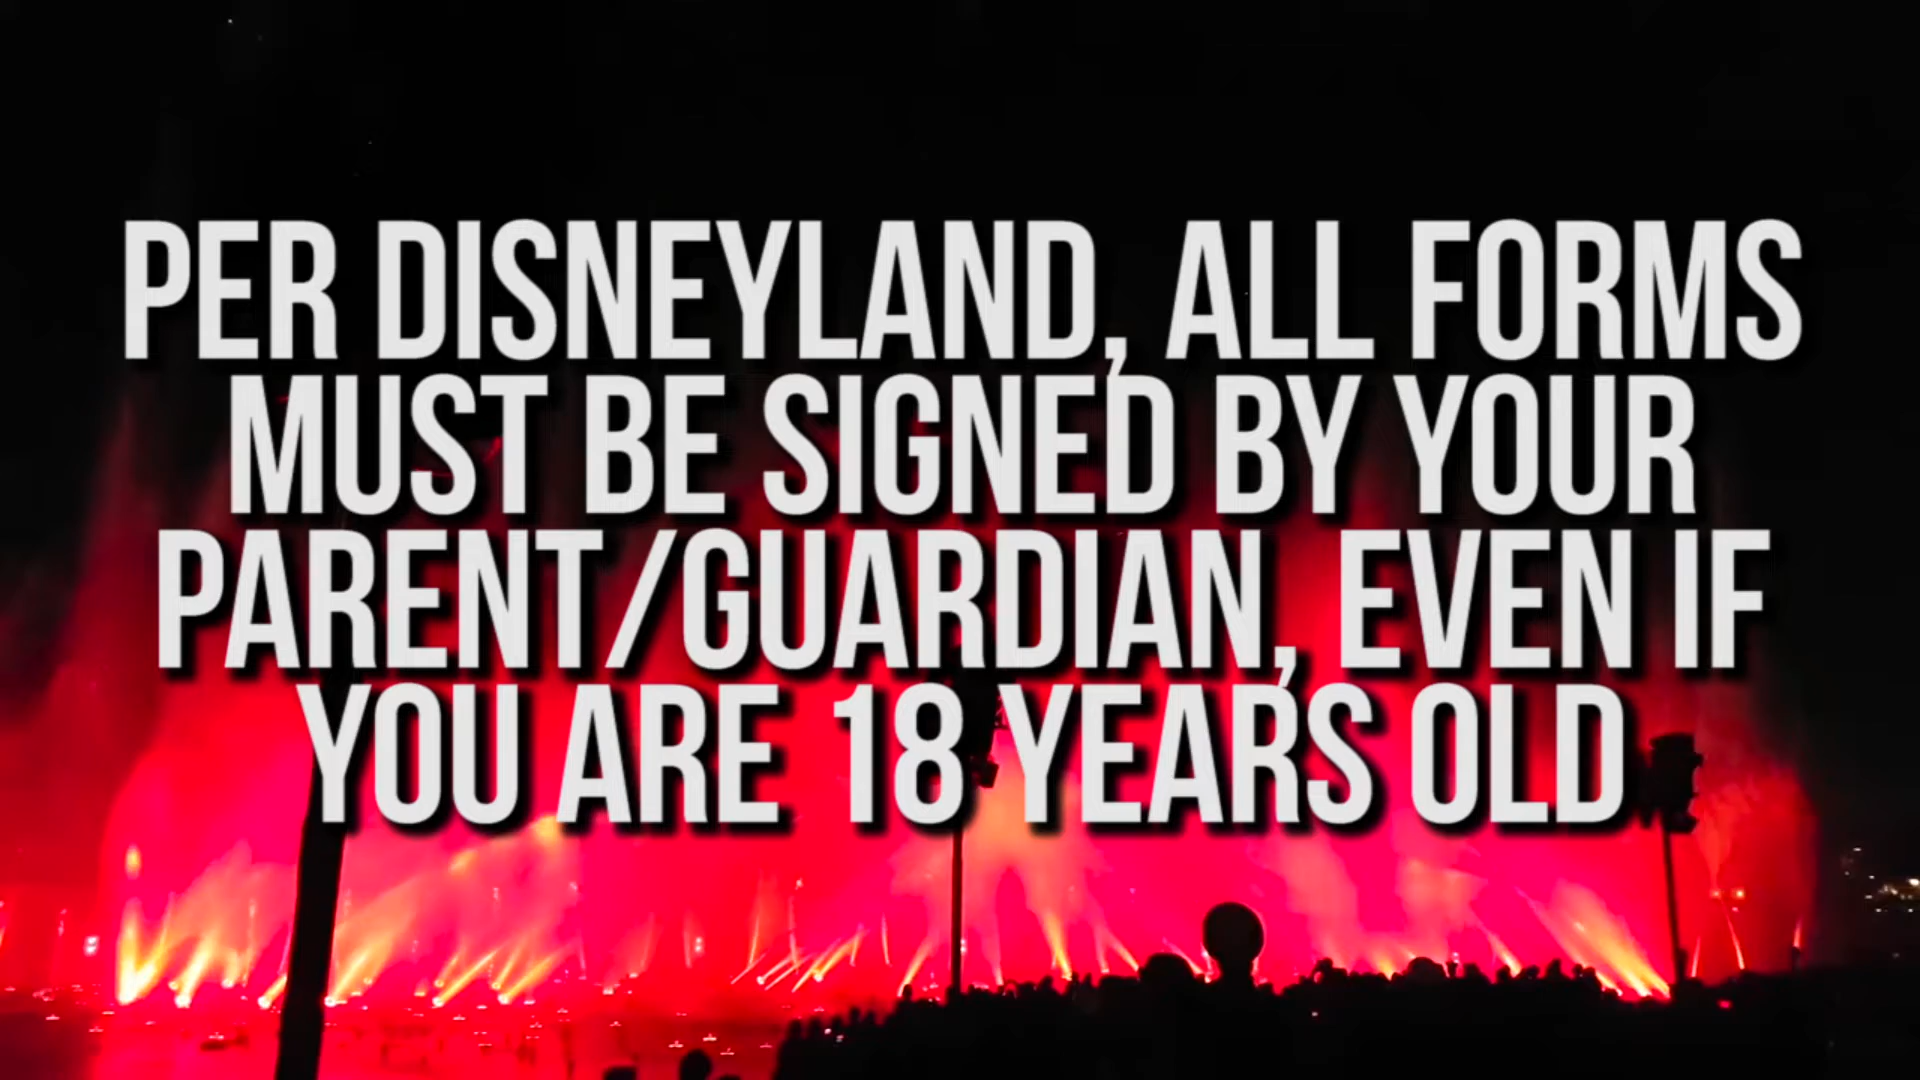 PER DISNEYLAND, ALL FORMS
MUST BE SIGNED BY YOUR
PARENT/GUARDIAN, EVEN IF
YOU ARE 18 YEARS OLD